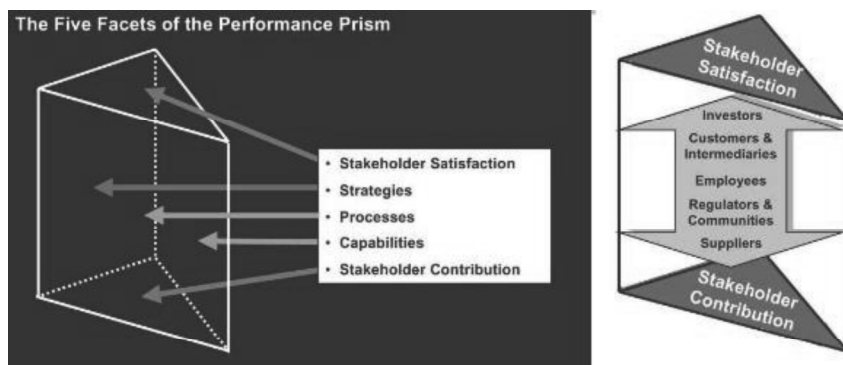 The Five Facets of the Performance Prism
• Stakeholder Satisfaction
• Strategies
• Processes
• Capabilities
• Stakeholder Contribution
Stakeholder
Satisfaction
Investors
Customers &
Intermediaries
Employees
Regulators &
Communities
Suppliers
Stakeholder
Contribution